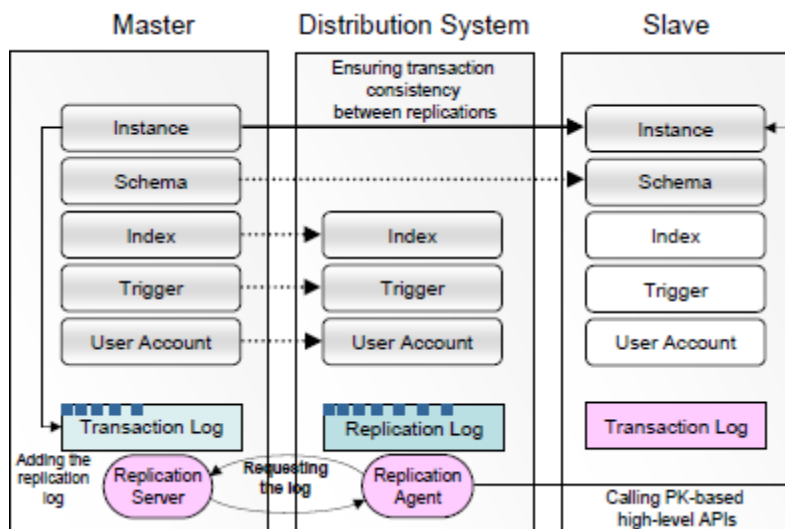 Master
Distribution System
Slave
Ensuring transaction
consistency
between replications
Instance
Instance
Schema
Schema
Index
Index
Index
Trigger
Trigger
Trigger
User Account
User Account
User Account
Transaction Log
Replication Log
Transaction Log
Adding the
replication
log
Replication
Server
Requesting
the log
Replication
Agent
Calling PK-based
high-level APIs